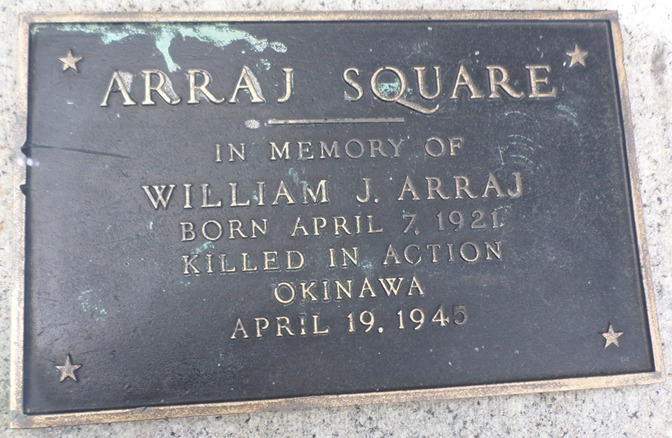 ARRAJ SQUARE
IN MEMORY OF
WILLIAM J. ARRAJ
BORN APRIL 7, 1921
KILLED IN ACTION
OKINAWA
APRIL 19, 1945